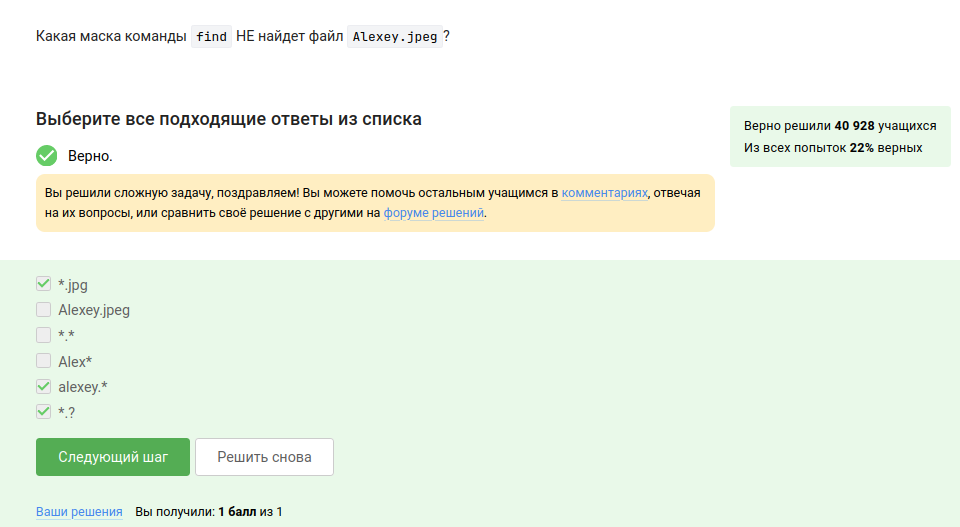 Какая маска команды find НЕ найдет файл Alexey.jpeg?
Выберите все подходящие ответы из списка
Верно решили 40 928 учащихся
Из всех попыток 22% верных
Верно.
Вы решили сложную задачу, поздравляем! Вы можете помочь остальным учащимся в комментариях, отвечая
на их вопросы, или сравнить своё решение с другими на форуме решений.
*.jpg
Alexey.jpeg
*.*
Alex*
alexey.*
*.?
Следующий шаг
Решить снова
Ваши решения Вы получили: 1 балл из 1